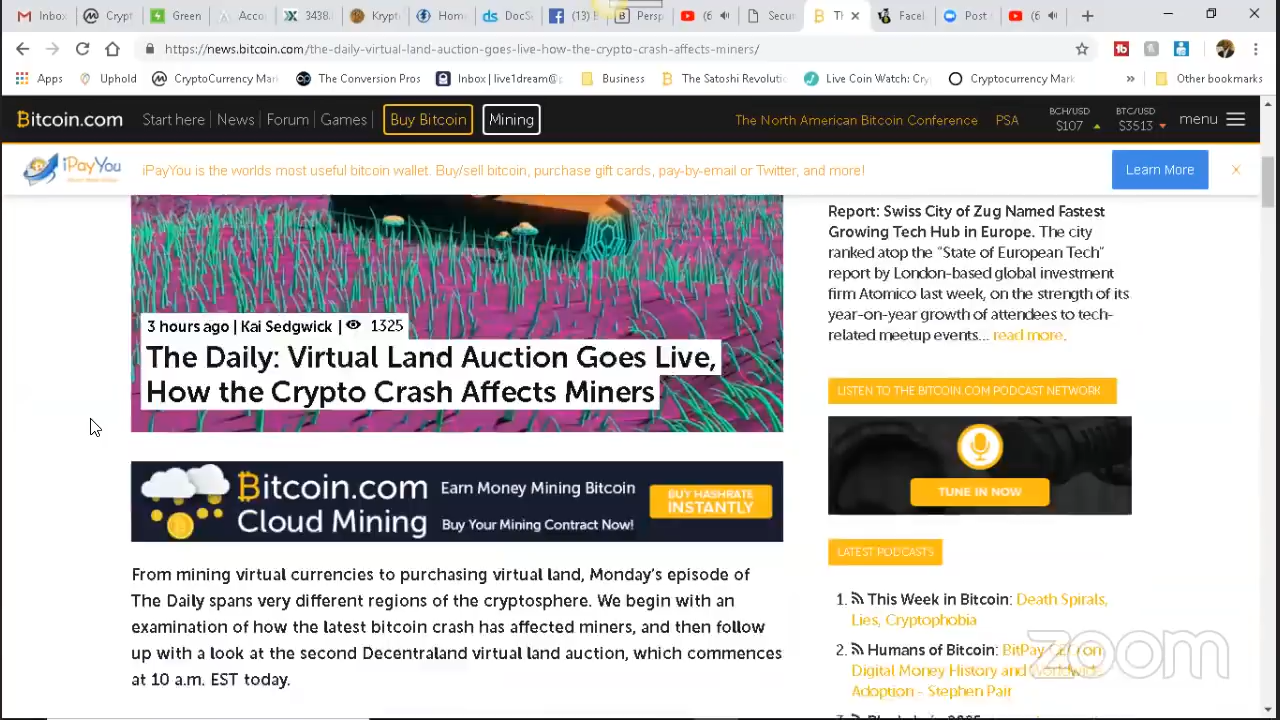 Inbox
Crypt
Green
Acco
3438.
Krypt
Home
DocS
(13)
Persp
(6
Secur
Th
Facel
Post
(6
https://news.bitcoin.com/the-daily-virtual-land-auction-goes-live-how-the-crypto-crash-affects-miners/
Apps
Uphold
CryptoCurrency Mark
The Conversion Pros
Inbox | live1dream@
Business
The Satoshi Revolutio
Live Coin Watch: Cry
Cryptocurrency Mark
»
Other bookmarks
Bitcoin.com
Start here
News
Forum
Games
Buy Bitcoin
Mining
The North American Bitcoin Conference
PSA
BCH/USD
$107
BTC/USD
$3513
menu
iPayYou
iPayYou is the worlds most useful bitcoin wallet. Buy/sell bitcoin, purchase gift cards, pay-by-email or Twitter, and more!
Learn More
3 hours ago | Kai Sedgwick | 1325
The Daily: Virtual Land Auction Goes Live,
How the Crypto Crash Affects Miners
Bitcoin.com
Cloud Mining
Earn Money Mining Bitcoin
Buy Your Mining Contract Now!
BUY HASHRATE
INSTANTLY
From mining virtual currencies to purchasing virtual land, Monday's episode of
The Daily spans very different regions of the cryptosphere. We begin with an
examination of how the latest bitcoin crash has affected miners, and then follow
up with a look at the second Decentraland virtual land auction, which commences
at 10 a.m. EST today.
Report: Swiss City of Zug Named Fastest
Growing Tech Hub in Europe. The city
ranked atop the "State of European Tech"
report by London-based global investment
firm Atomico last week, on the strength of its
year-on-year growth of attendees to tech-
related meetup events... read more.
LISTEN TO THE BITCOIN.COM PODCAST NETWORK
TUNE IN NOW
LATEST PODCASTS
1. This Week in Bitcoin: Death Spirals,
Lies, Cryptophobia
2. Humans of Bitcoin: BitPay on
Digital Money History and Worldwide
Adoption - Stephen Pair
zoom